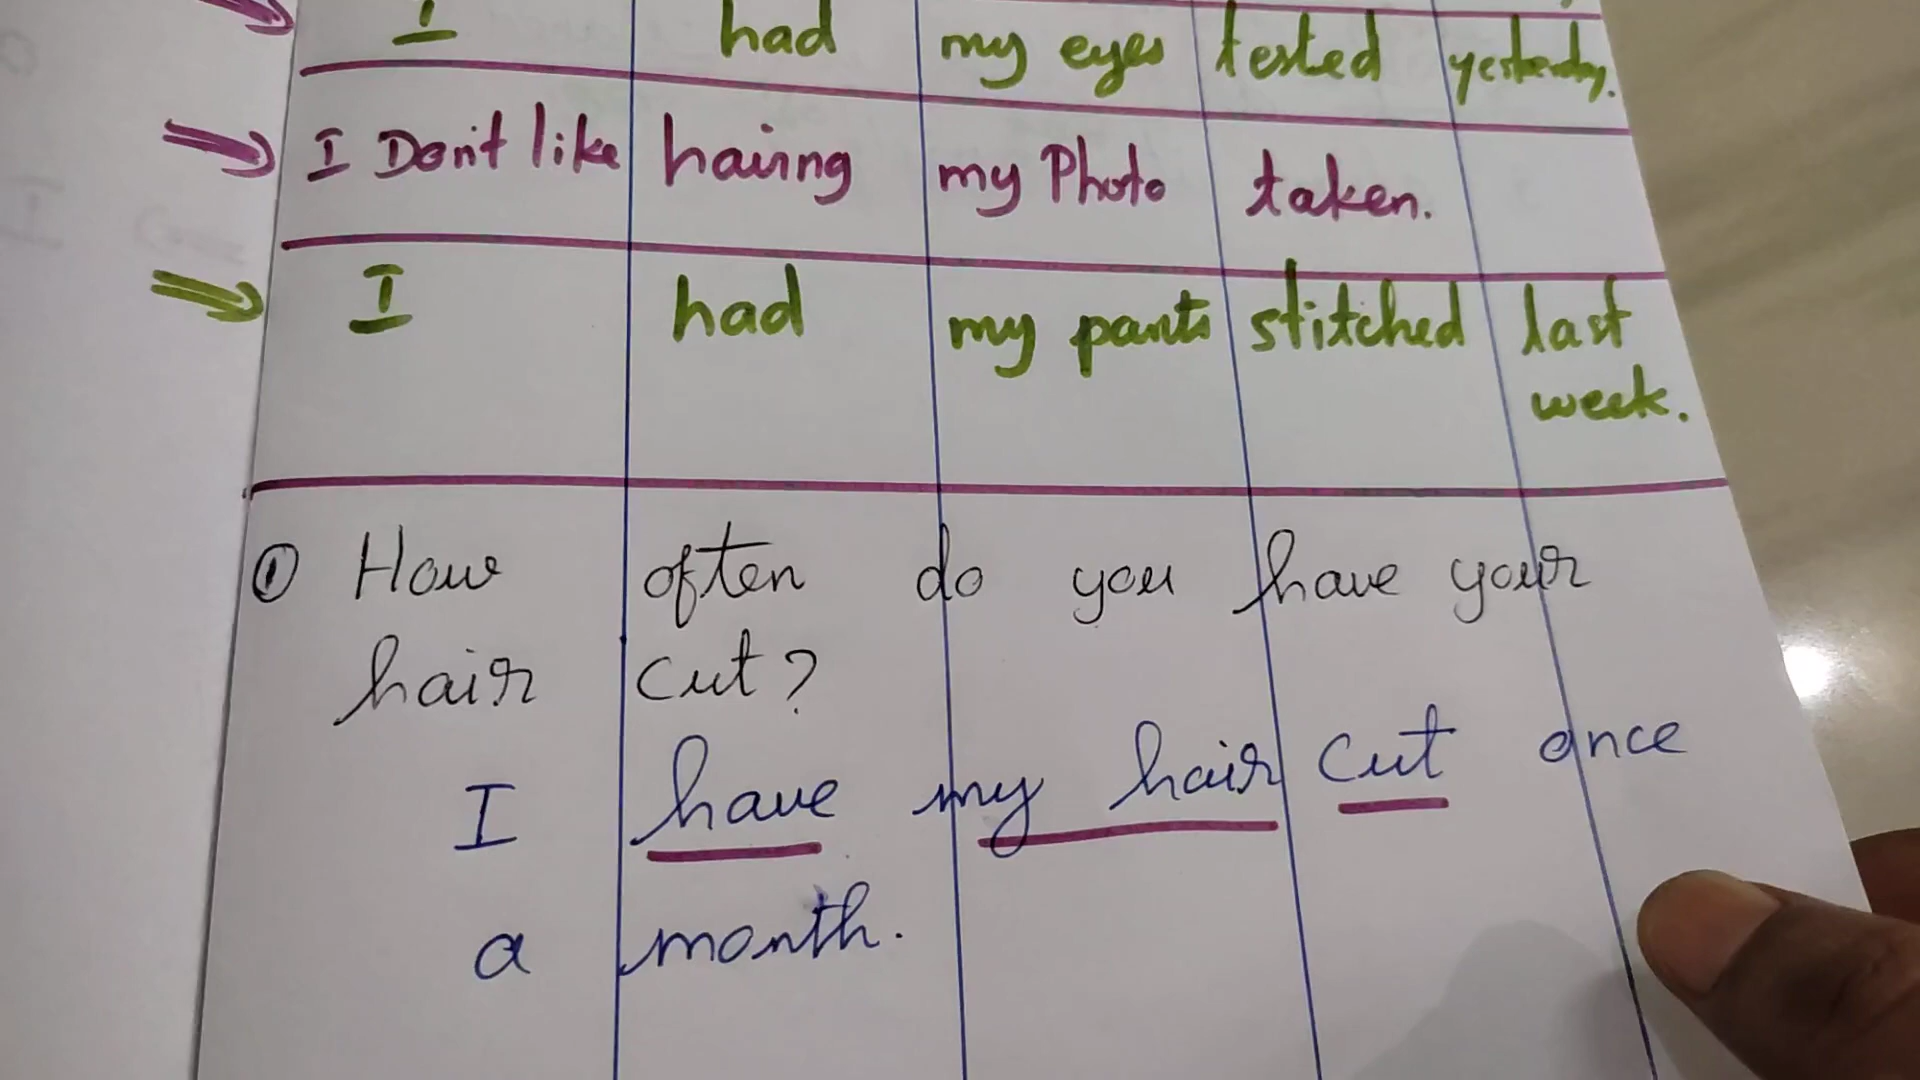 I had my eyes tested yesterday.
I Don't like having my Photo taken.
I had my pants stitched last
week.
① How often do you have your
hair cut?
I have my hair cut once
a month.